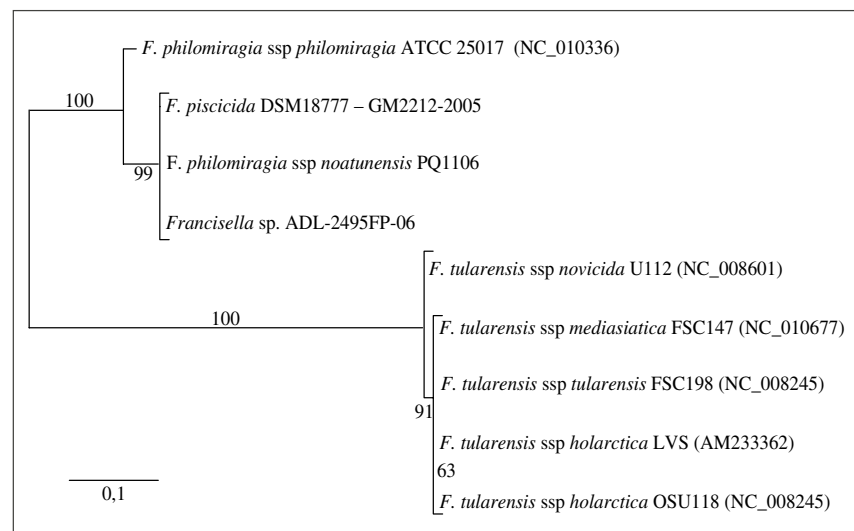 F. philomiragia ssp philomiragia ATCC 25017 (NC_010336)
100
F. piscicida DSM18777 – GM2212-2005
F. philomiragia ssp noatunensis PQ1106
99
Francisella sp. ADL-2495FP-06
F. tularensis ssp novicida U112 (NC_008601)
100
F. tularensis ssp mediasiatica FSC147 (NC_010677)
F. tularensis ssp tularensis FSC198 (NC_008245)
91
F. tularensis ssp holarctica LVS (AM233362)
63
0,1
F. tularensis ssp holarctica OSU118 (NC_008245)